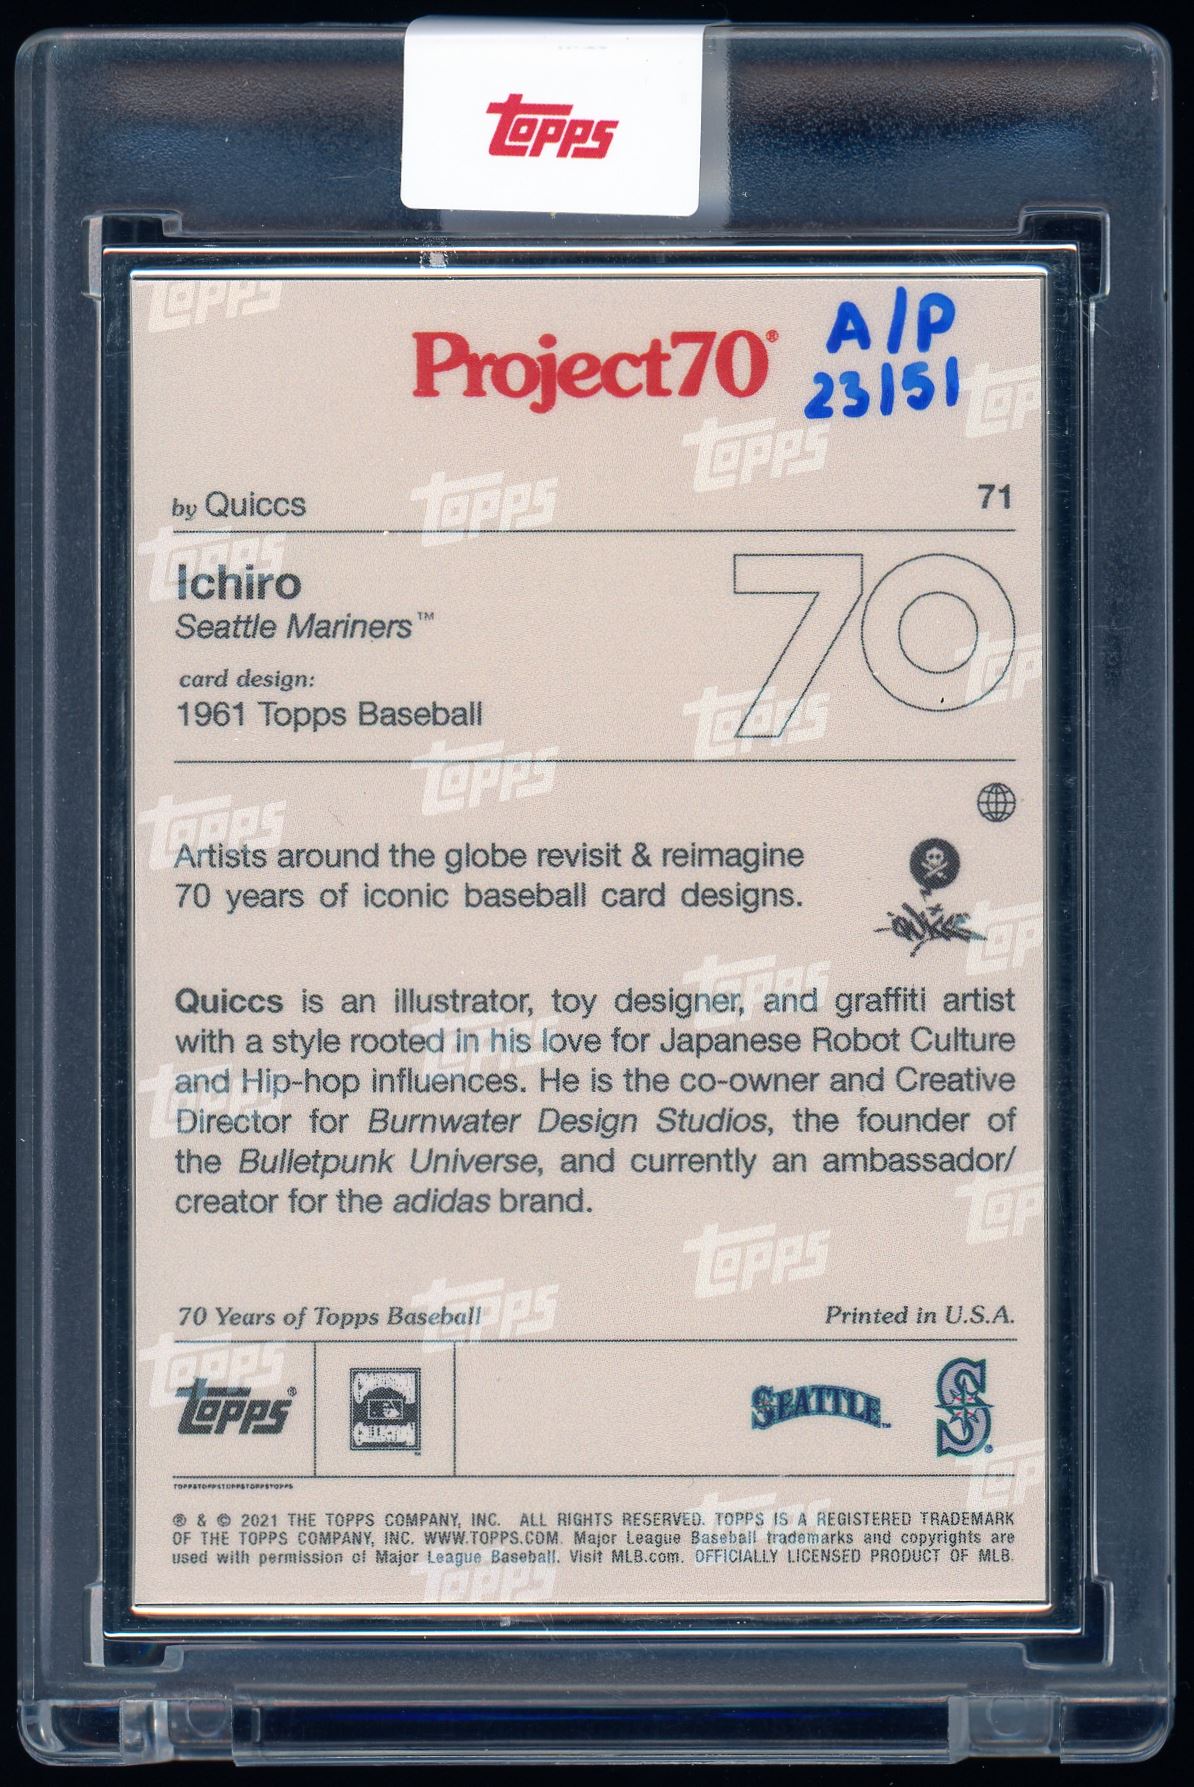 Topps
Project70®
A/P
23/51
by Quiccs
71
Ichiro
Seattle Mariners™
70
card design:
1961 Topps Baseball
Artists around the globe revisit & reimagine
70 years of iconic baseball card designs.
Quiccs is an illustrator, toy designer, and graffiti artist
with a style rooted in his love for Japanese Robot Culture
and Hip-hop influences. He is the co-owner and Creative
Director for Burnwater Design Studios, the founder of
the Bulletpunk Universe, and currently an ambassador/
creator for the adidas brand.
70 Years of Topps Baseball
Printed in U.S.A.
Topps®
COOPERSTOWN
COLLECTION™
SEATTLE™
S®
TOPPSTOPPSTOPPSTOPPSTOPPS
® & © 2021 THE TOPPS COMPANY, INC. ALL RIGHTS RESERVED. TOPPS IS A REGISTERED TRADEMARK
OF THE TOPPS COMPANY, INC. WWW.TOPPS.COM. Major League Baseball trademarks and copyrights are
used with permission of Major League Baseball. Visit MLB.com. OFFICIALLY LICENSED PRODUCT OF MLB.